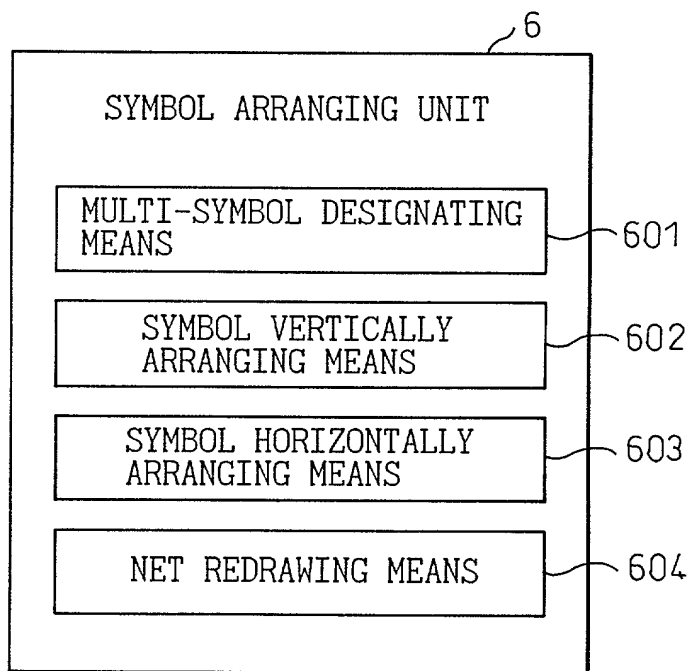 6
SYMBOL ARRANGING UNIT
MULTI-SYMBOL DESIGNATING
MEANS
601
SYMBOL VERTICALLY
ARRANGING MEANS
602
SYMBOL HORIZONTALLY
ARRANGING MEANS
603
NET REDRAWING MEANS
604